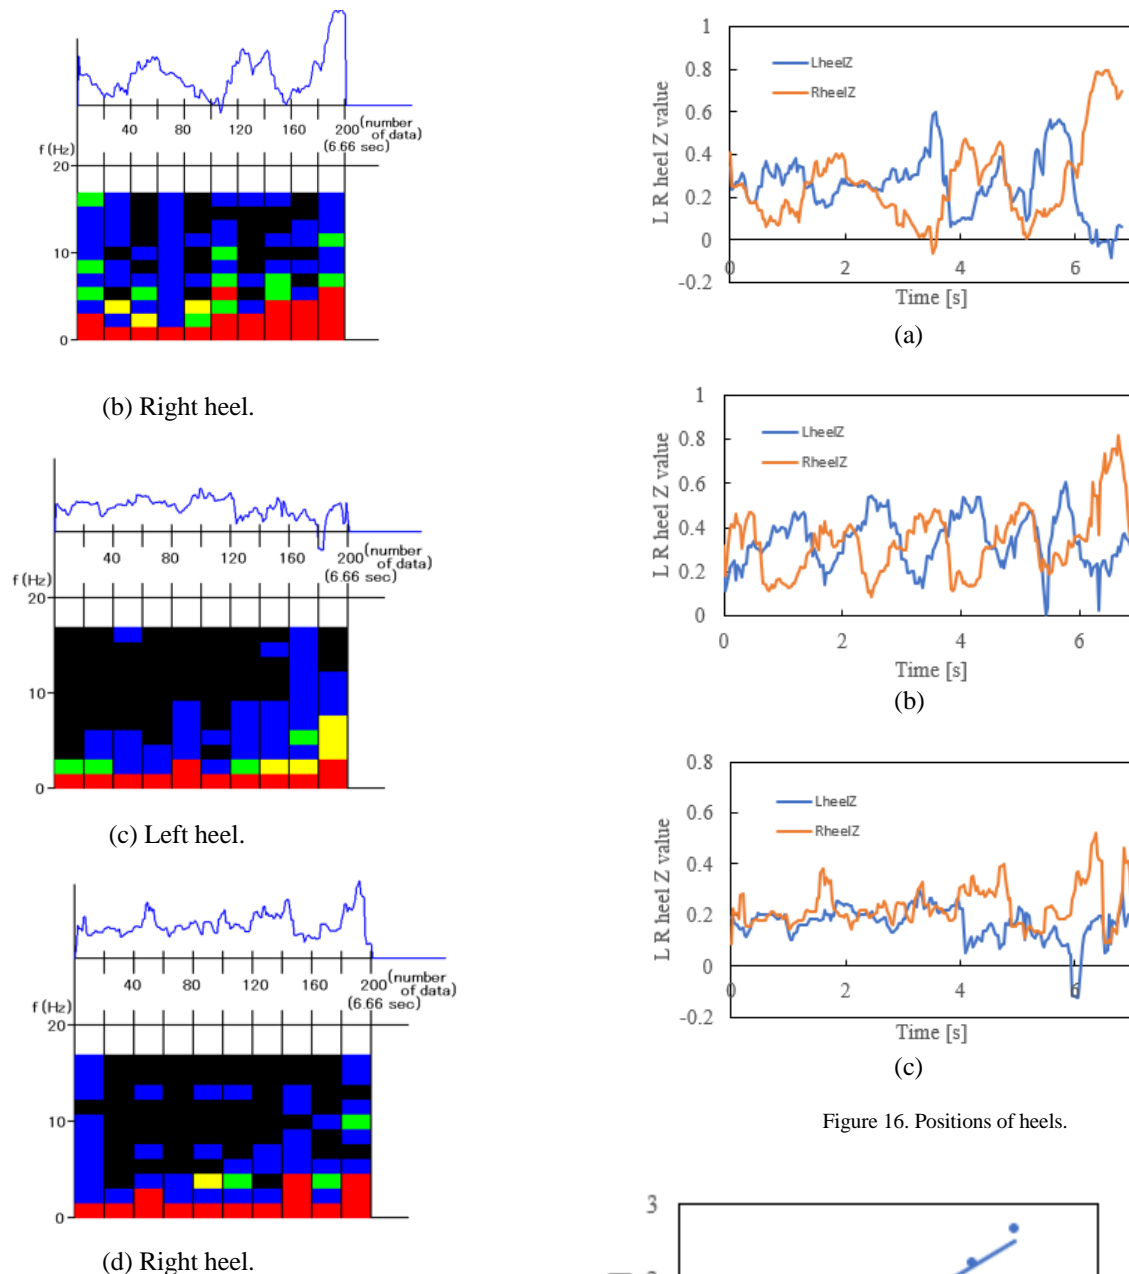 40
80
120
160
200
(number
of data)
(6.66 sec)
f (Hz)
20
10
0
(b) Right heel.
40
80
120
160
200
(number
of data)
(6.66 sec)
f (Hz)
20
10
0
(c) Left heel.
40
80
120
160
200
(number
of data)
(6.66 sec)
f (Hz)
20
10
0
(d) Right heel.
1
0.8
0.6
0.4
0.2
0
-0.2
L R heel Z value
LheelZ
RheelZ
0
2
4
6
Time [s]
(a)
1
0.8
0.6
0.4
0.2
0
L R heel Z value
LheelZ
RheelZ
0
2
4
6
Time [s]
(b)
0.8
0.6
0.4
0.2
0
-0.2
L R heel Z value
LheelZ
RheelZ
0
2
4
6
Time [s]
(c)
Figure 16. Positions of heels.
3